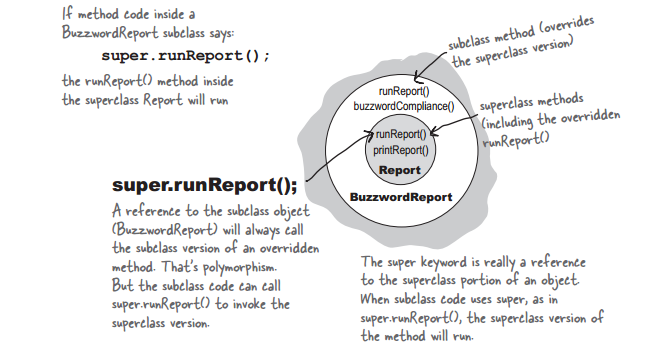 If method code inside a
BuzzwordReport subclass says:
super.runReport();
the runReport() method inside
the superclass Report will run
subclass method (overrides
the superclass version)
runReport()
buzzwordCompliance()
superclass methods
(including the overridden
runReport()
runReport()
printReport()
Report
BuzzwordReport
super.runReport();
A reference to the subclass object
(BuzzwordReport) will always call
the subclass version of an overridden
method. That's polymorphism.
But the subclass code can call
super.runReport() to invoke the
superclass version.
The super keyword is really a reference
to the superclass portion of an object.
When subclass code uses super, as in
super.runReport(), the superclass version of
the method will run.